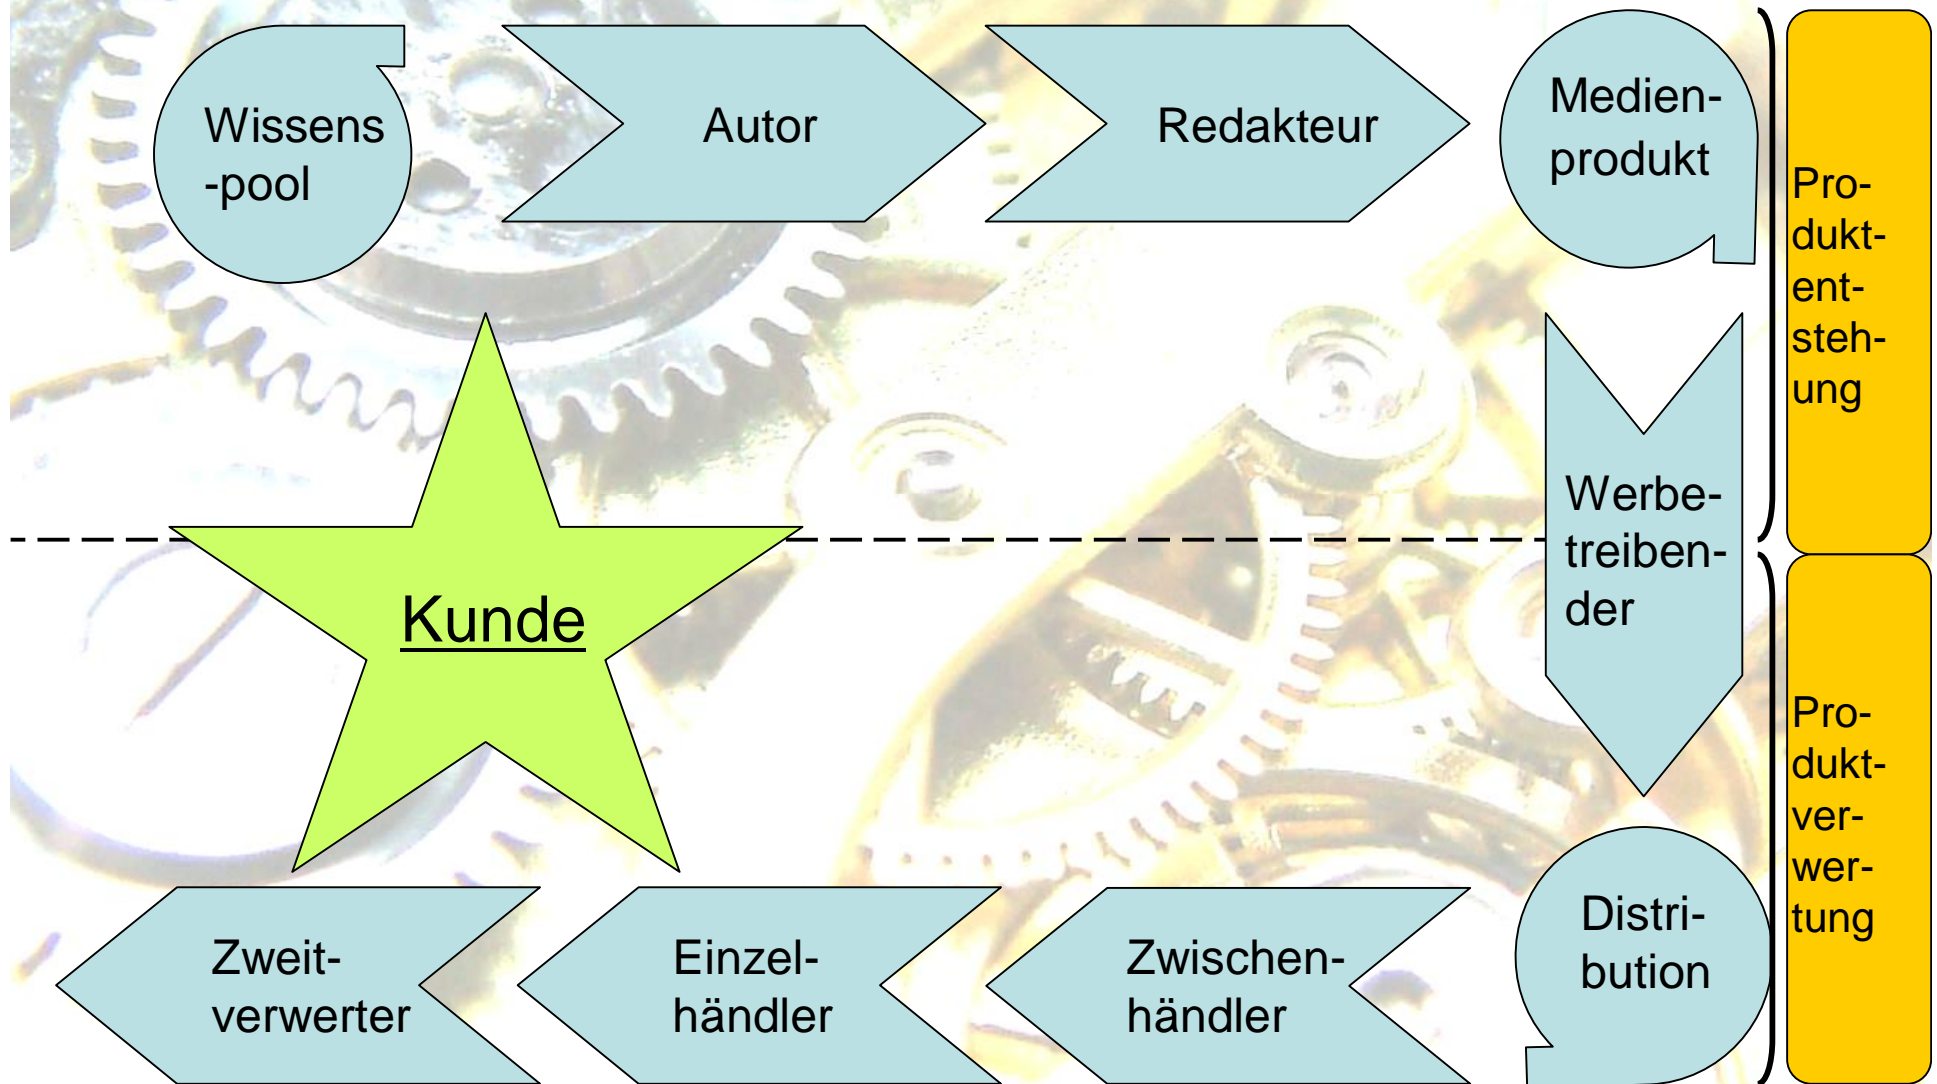 Wissens
-pool
Autor
Redakteur
Medien-
produkt
Pro-
dukt-
ent-
steh-
ung
Werbe-
treiben-
der
Kunde
Pro-
dukt-
ver-
wer-
tung
Distri-
bution
Zwischen-
händler
Einzel-
händler
Zweit-
verwerter